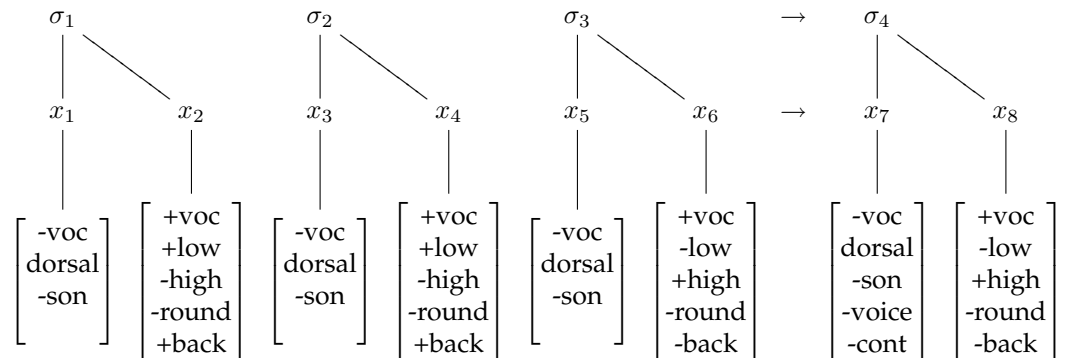 σ₁ σ₂ σ₃ → σ₄
x₁ x₂ x₃ x₄ x₅ x₆ → x₇ x₈
+voc +voc +voc -voc +voc
-voc +low -voc +low -voc -low dorsal -low
dorsal -high dorsal -high dorsal +high -son +high
-son -round -son -round -son -round -voice -round
+back +back -back -cont -back